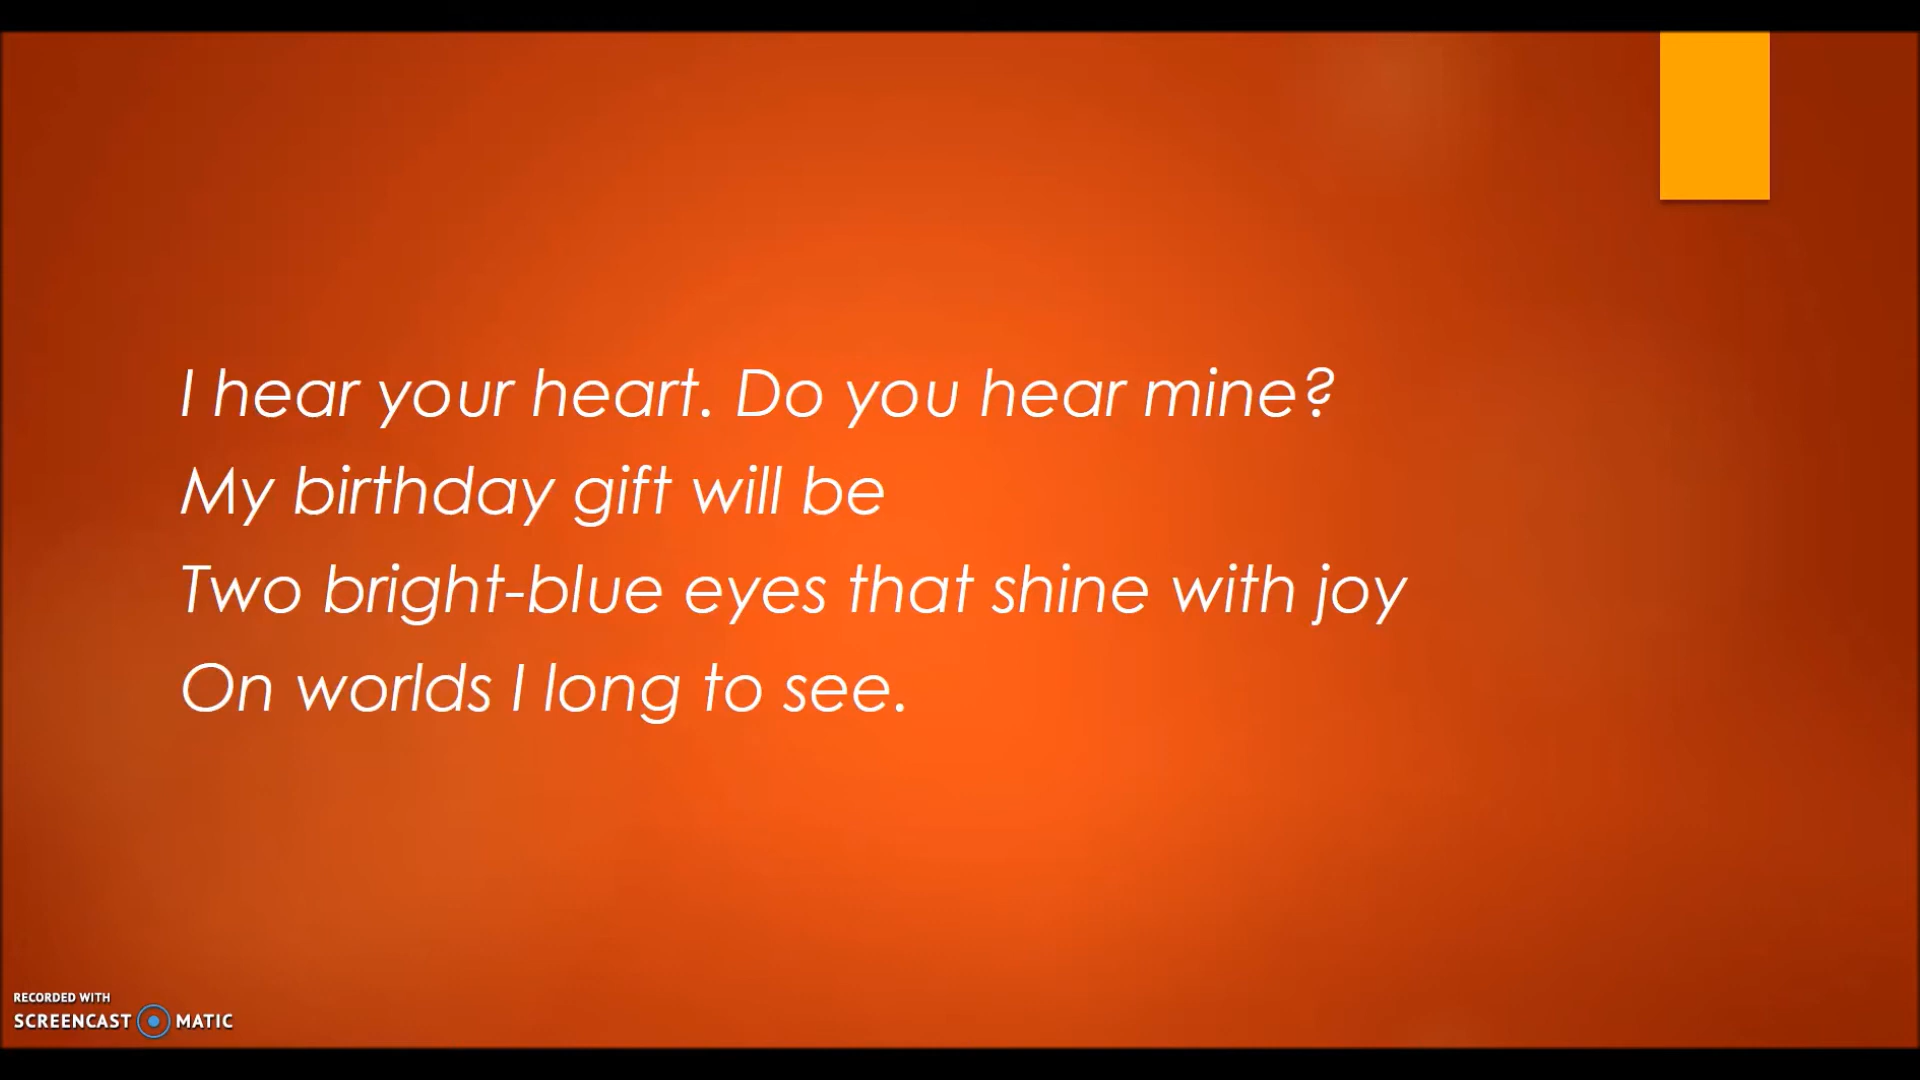 I hear your heart. Do you hear mine?
My birthday gift will be
Two bright-blue eyes that shine with joy
On worlds I long to see.
RECORDED WITH
SCREENCAST MATIC